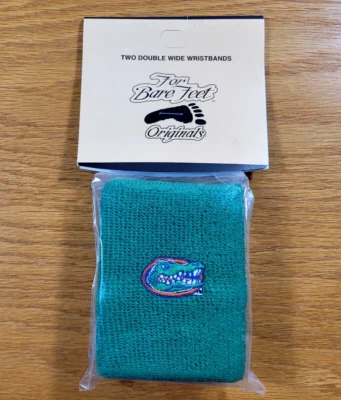 TWO DOUBLE WIDE WRISTBANDS
For
Bare Feet
Originals